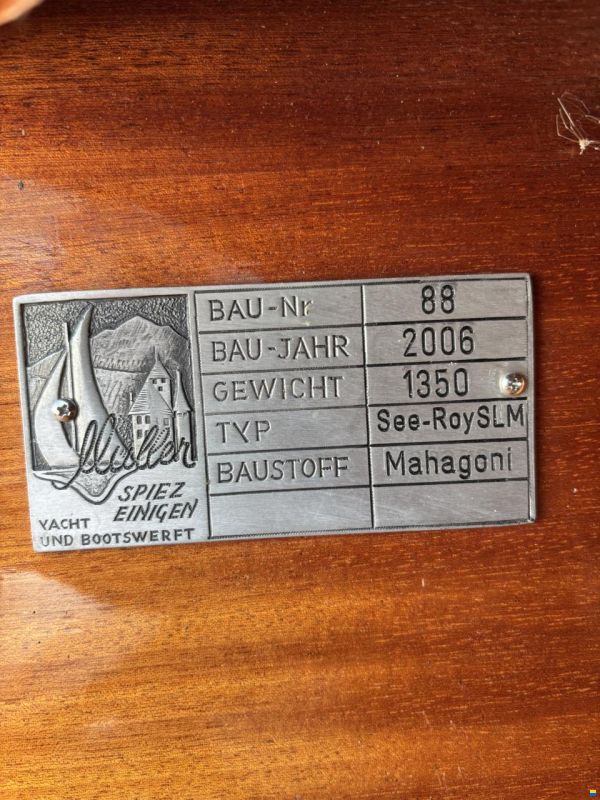 Müller
SPIEZ
EINIGEN
YACHT
UND BOOTSWERFT
BAU-Nr 88
BAU-JAHR 2006
GEWICHT 1350
TYP See-RoySLM
BAUSTOFF Mahagoni